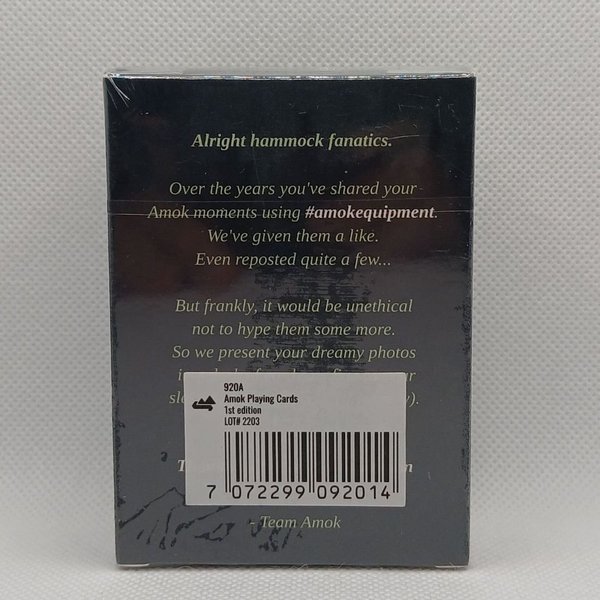 Alright hammock fanatics.
Over the years you've shared your
Amok moments using #amokequipment.
We've given them a like.
Even reposted quite a few...
But frankly, it would be unethical
not to hype them some more.
So we present your dreamy photos
920A
Amok Playing Cards
1st edition
LOT# 2203
7 072299 092014
- Team Amok